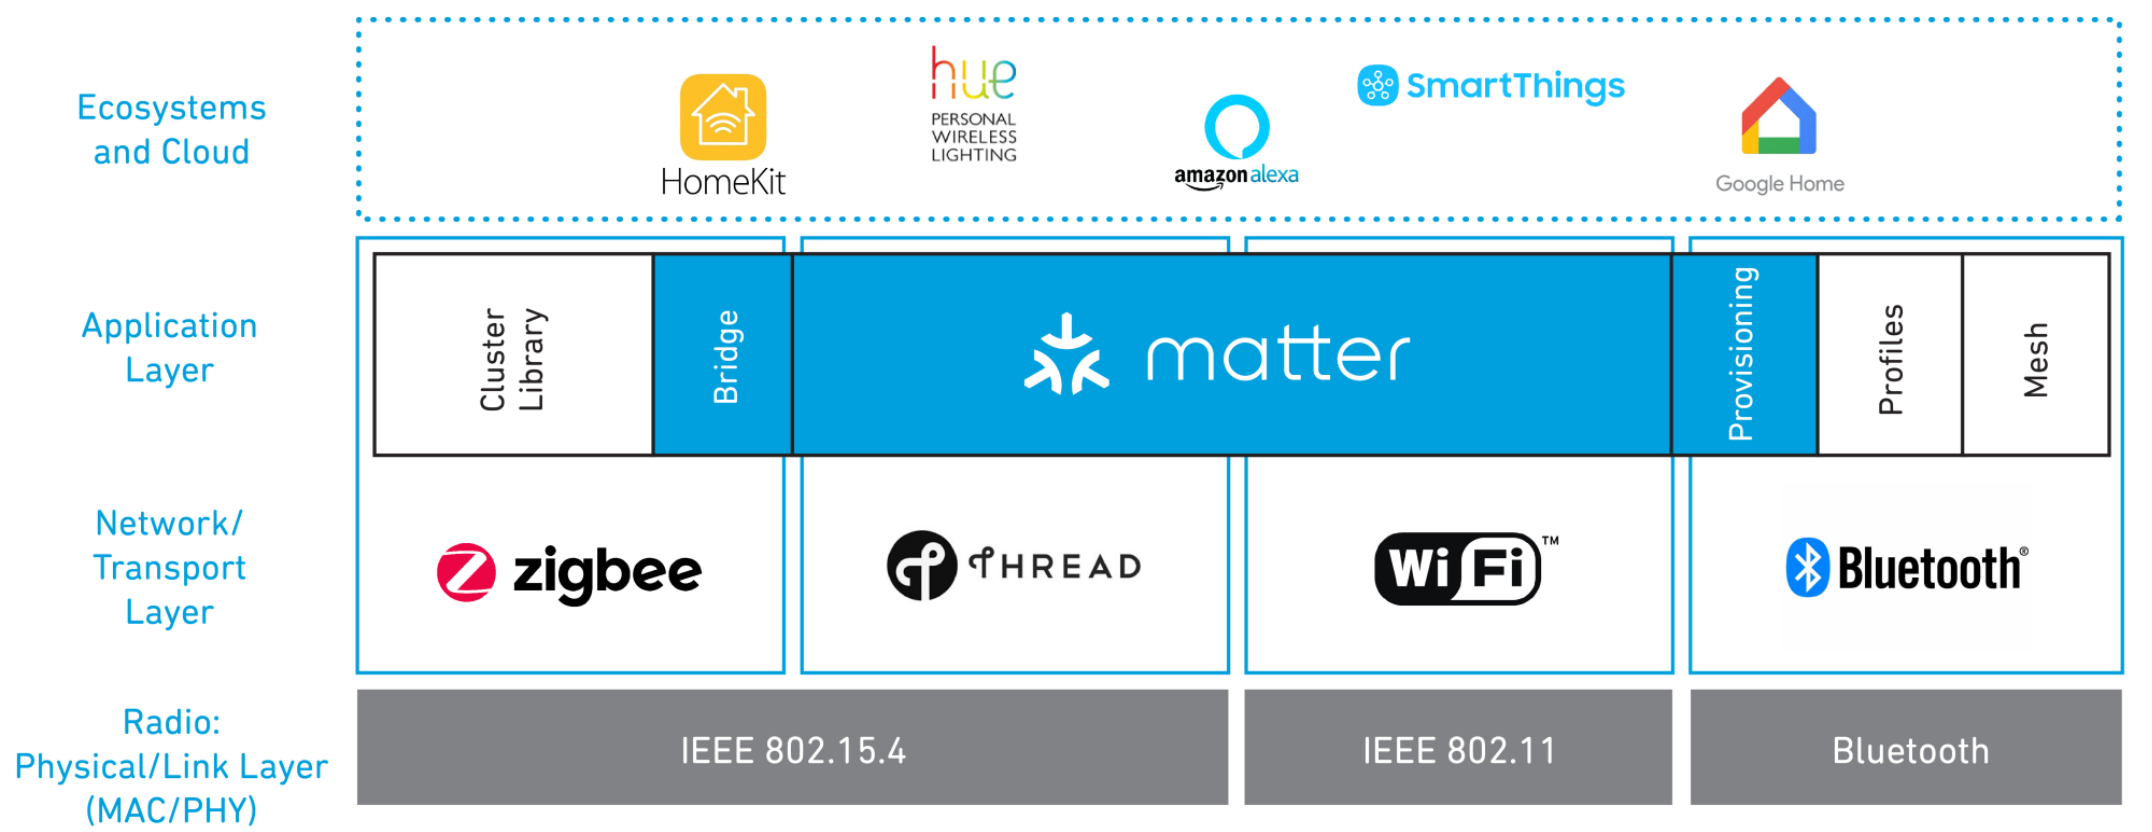 Ecosystems
and Cloud
HomeKit
hue
PERSONAL
WIRELESS
LIGHTING
amazon alexa
SmartThings
Google Home
Application
Layer
Cluster
Library
Bridge
matter
Provisioning
Profiles
Mesh
Network/
Transport
Layer
zigbee
THREAD
Wi Fi™
Bluetooth®
Radio:
Physical/Link Layer
(MAC/PHY)
IEEE 802.15.4
IEEE 802.11
Bluetooth